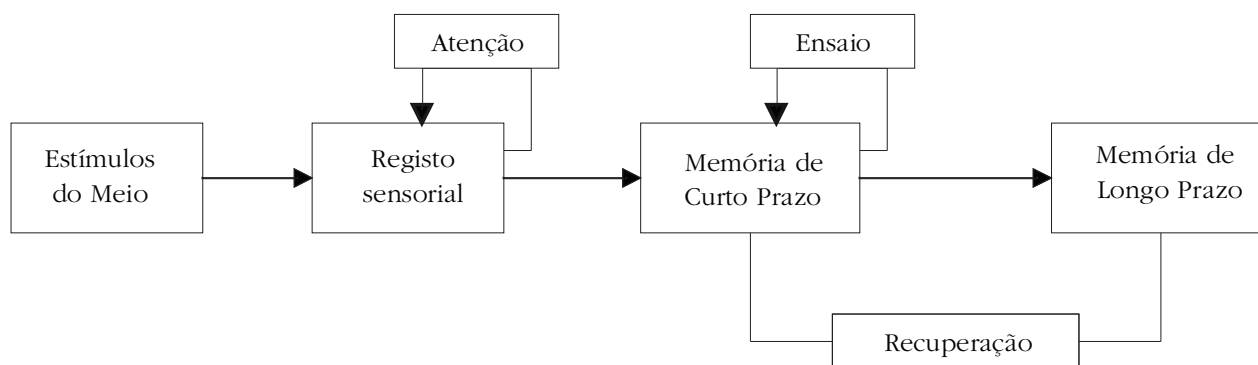 Atenção
Ensaio
Estímulos
do Meio
Registo
sensorial
Memória de
Curto Prazo
Memória de
Longo Prazo
Recuperação